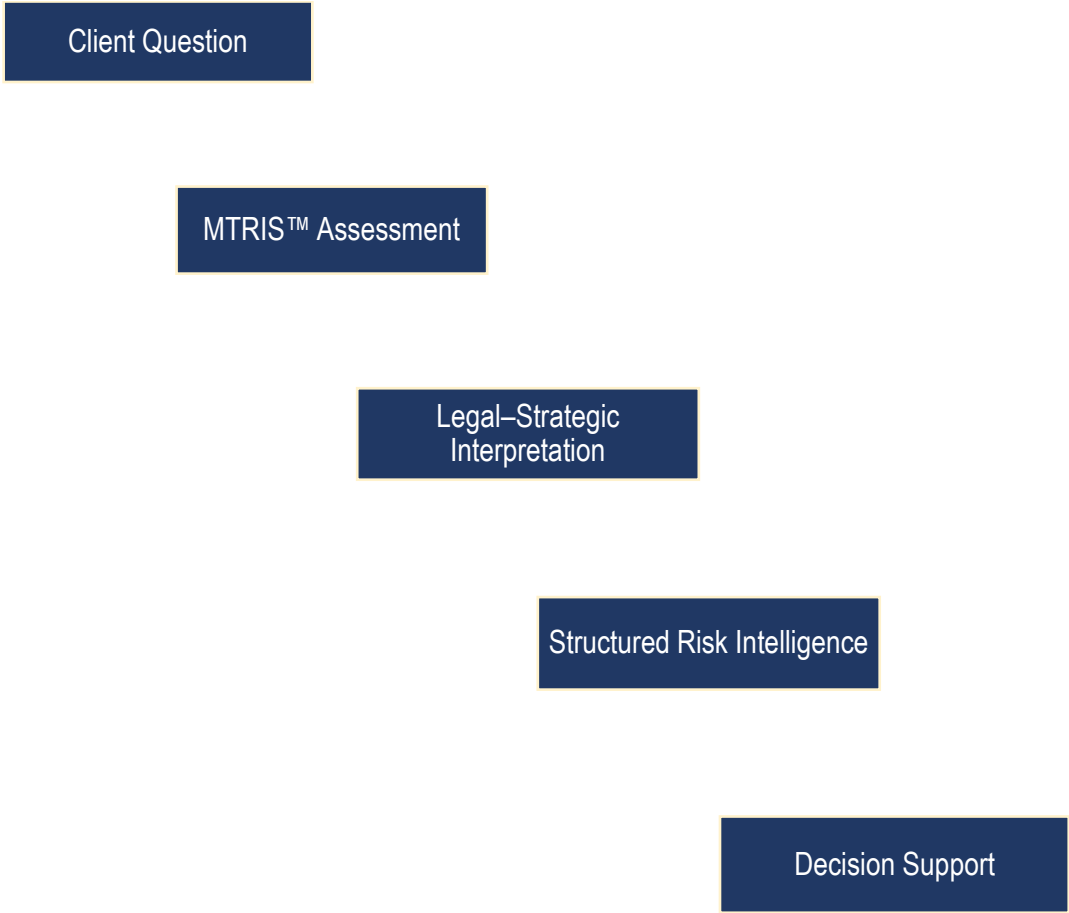 Client Question
MTRIS™ Assessment
Legal–Strategic
Interpretation
Structured Risk Intelligence
Decision Support